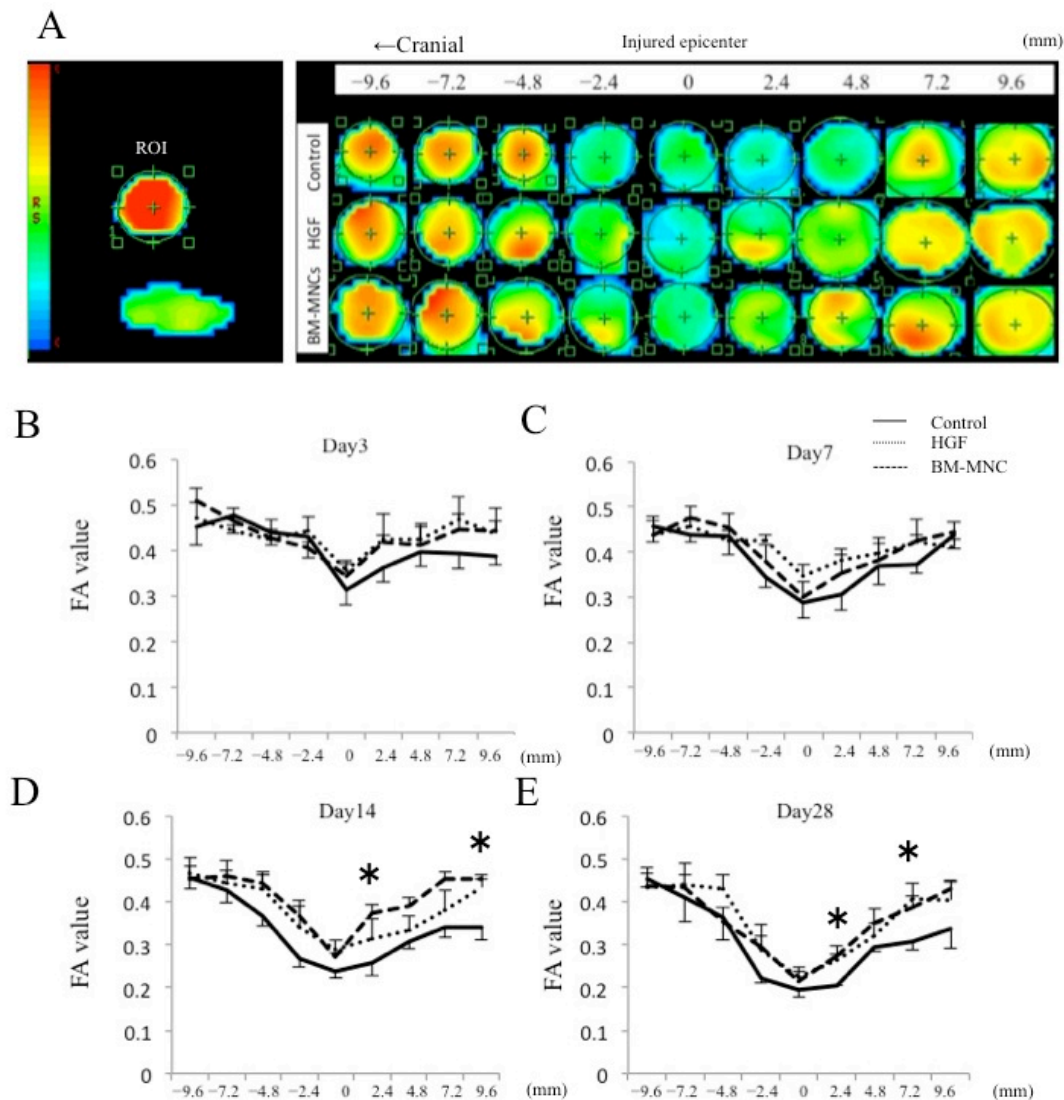 A
←Cranial Injured epicenter (mm)
−9.6 −7.2 −4.8 −2.4 0 2.4 4.8 7.2 9.6
ROI
R
S
Control
HGF
BM-MNCs
B
Day3
FA value
0.6
0.5
0.4
0.3
0.2
0.1
0
−9.6 −7.2 −4.8 −2.4 0 2.4 4.8 7.2 9.6 (mm)
C
Day7
Control
HGF
BM-MNC
FA value
0.6
0.5
0.4
0.3
0.2
0.1
0
−9.6 −7.2 −4.8 −2.4 0 2.4 4.8 7.2 9.6 (mm)
D
Day14
FA value
0.6
0.5
0.4
0.3
0.2
0.1
0
* *
−9.6 −7.2 −4.8 −2.4 0 2.4 4.8 7.2 9.6 (mm)
E
Day28
FA value
0.6
0.5
0.4
0.3
0.2
0.1
0
* *
−9.6 −7.2 −4.8 −2.4 0 2.4 4.8 7.2 9.6 (mm)